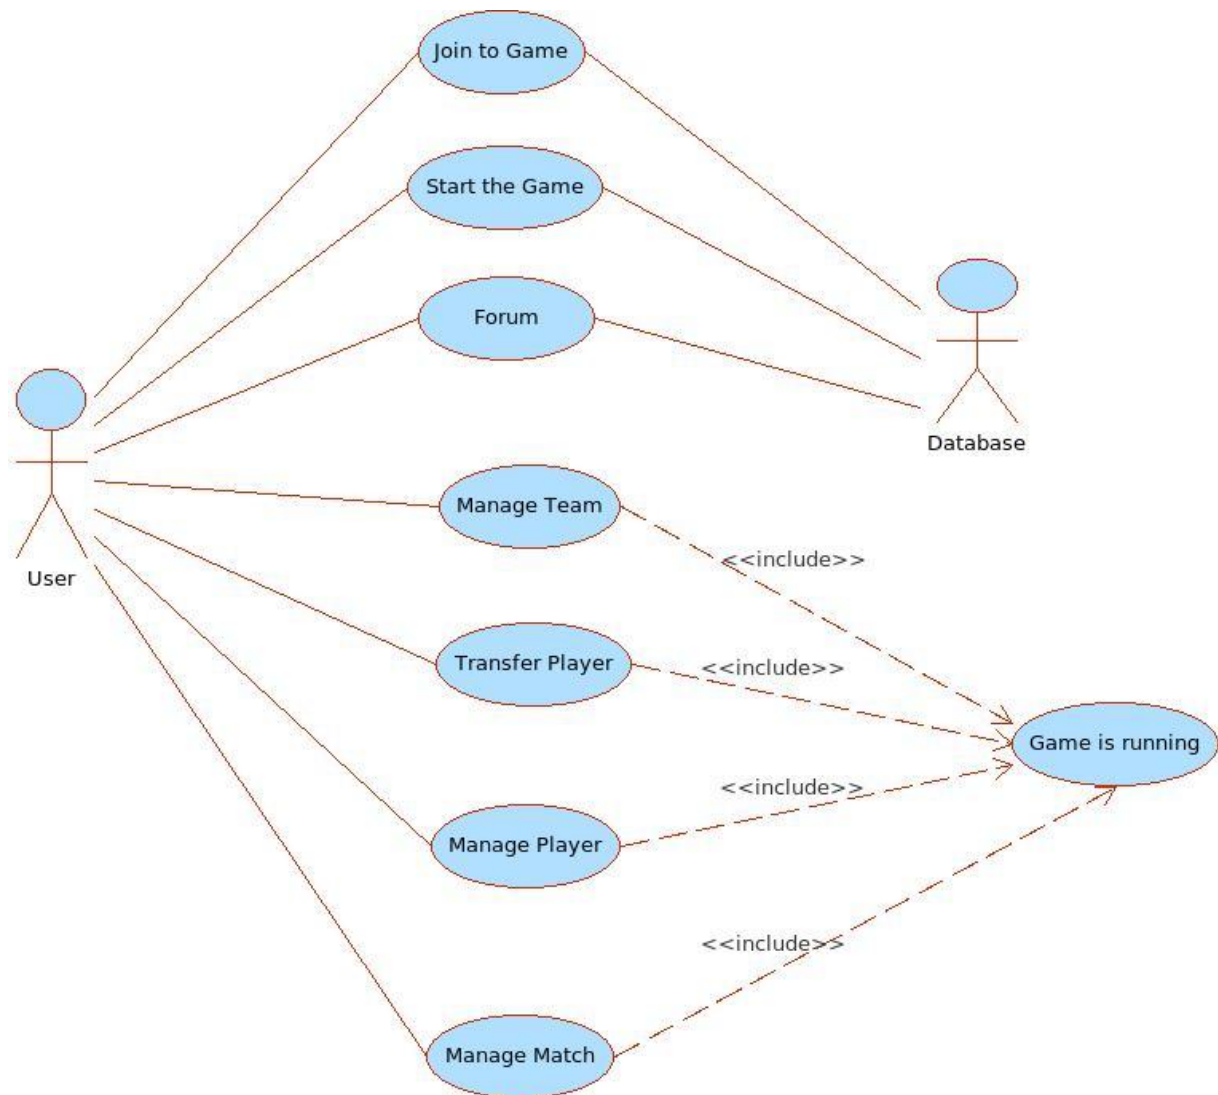 Join to Game
Start the Game
Forum
Database
Manage Team
<<include>>
User
Transfer Player
<<include>>
Game is running
<<include>>
Manage Player
<<include>>
Manage Match